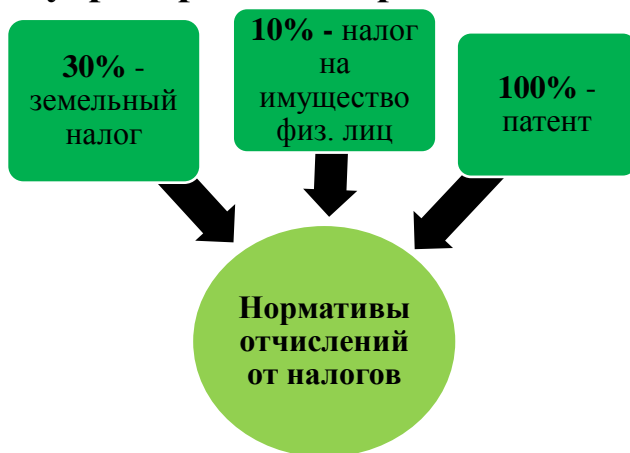 30% -
земельный
налог
10% - налог
на
имущество
физ. лиц
100% -
патент
Нормативы
отчислений
от налогов